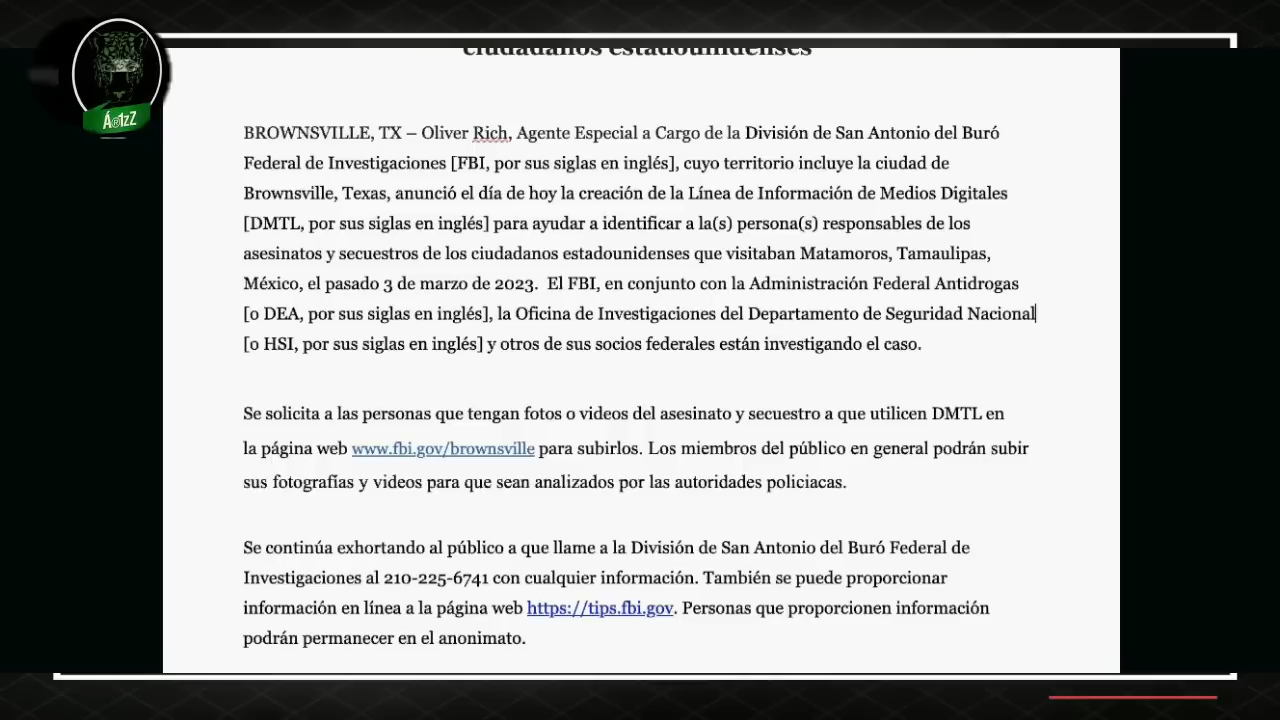 Á®1zZ
ciudadanos estadounidenses
BROWNSVILLE, TX – Oliver Rich, Agente Especial a Cargo de la División de San Antonio del Buró
Federal de Investigaciones [FBI, por sus siglas en inglés], cuyo territorio incluye la ciudad de
Brownsville, Texas, anunció el día de hoy la creación de la Línea de Información de Medios Digitales
[DMTL, por sus siglas en inglés] para ayudar a identificar a la(s) persona(s) responsables de los
asesinatos y secuestros de los ciudadanos estadounidenses que visitaban Matamoros, Tamaulipas,
México, el pasado 3 de marzo de 2023.  El FBI, en conjunto con la Administración Federal Antidrogas
[o DEA, por sus siglas en inglés], la Oficina de Investigaciones del Departamento de Seguridad Nacional
[o HSI, por sus siglas en inglés] y otros de sus socios federales están investigando el caso.
Se solicita a las personas que tengan fotos o videos del asesinato y secuestro a que utilicen DMTL en
la página web www.fbi.gov/brownsville para subirlos. Los miembros del público en general podrán subir
sus fotografías y videos para que sean analizados por las autoridades policiacas.
Se continúa exhortando al público a que llame a la División de San Antonio del Buró Federal de
Investigaciones al 210-225-6741 con cualquier información. También se puede proporcionar
información en línea a la página web https://tips.fbi.gov. Personas que proporcionen información
podrán permanecer en el anonimato.